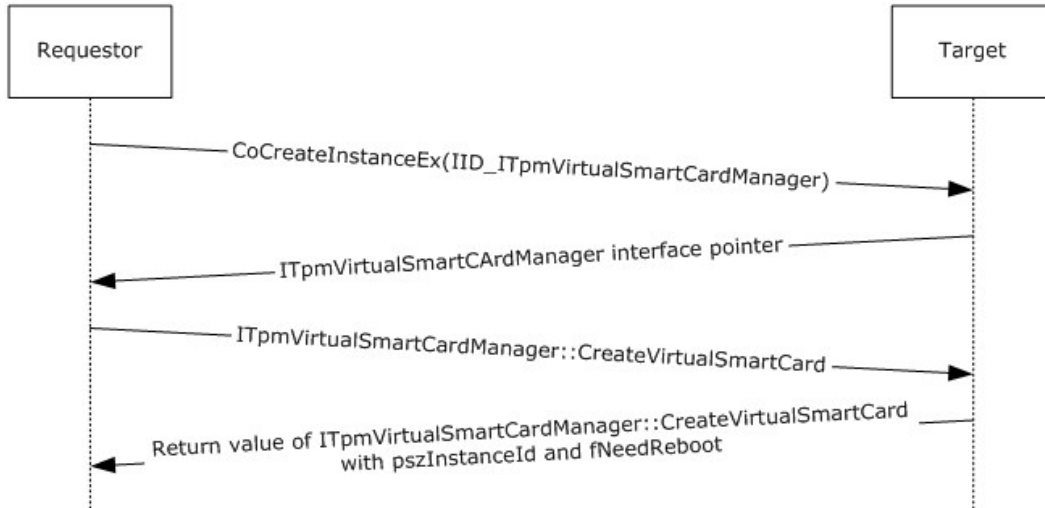 Requestor
Target
CoCreateInstanceEx(IID_ITpmVirtualSmartCardManager)
ITpmVirtualSmartCArdManager interface pointer
ITpmVirtualSmartCardManager::CreateVirtualSmartCard
Return value of ITpmVirtualSmartCardManager::CreateVirtualSmartCard
with pszInstanceId and fNeedReboot